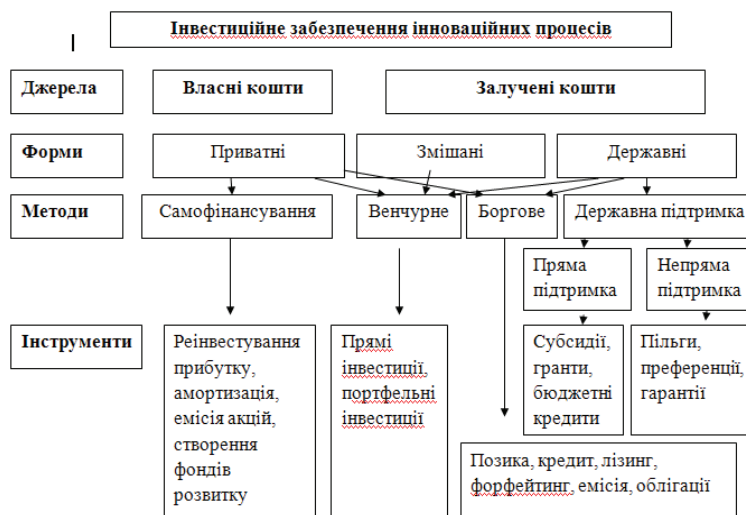 Інвестиційне забезпечення інноваційних процесів
Джерела
Власні кошти
Залучені кошти
Форми
Приватні
Змішані
Державні
Методи
Самофінансування
Венчурне
Боргове
Державна підтримка
Пряма
підтримка
Непряма
підтримка
Інструменти
Реінвестування
прибутку,
амортизація,
емісія акцій,
створення
фондів
розвитку
Прямі
інвестиції,
портфельні
інвестиції
Субсидії,
гранти,
бюджетні
кредити
Пільги,
преференції,
гарантії
Позика, кредит, лізинг,
форфейтинг, емісія, облігації